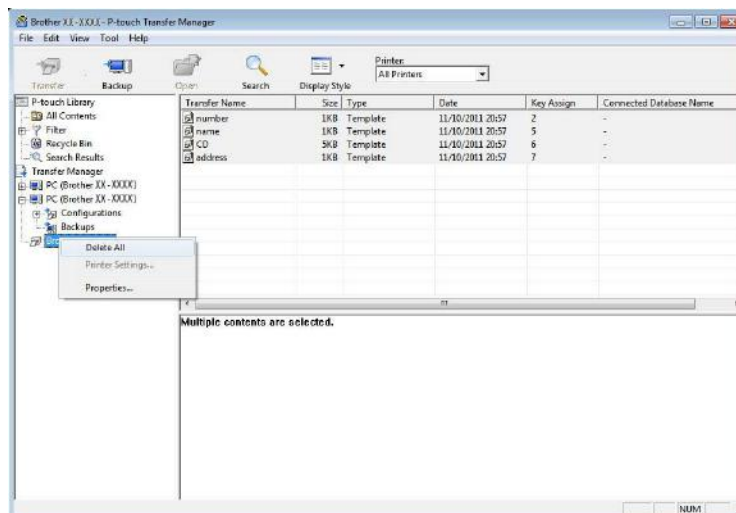 Brother XX-XXXX - P-touch Transfer Manager
File Edit View Tool Help
Transfer Backup Open Search Display Style
Printer:
All Printers
P-touch Library
All Contents
Filter
Recycle Bin
Search Results
Transfer Manager
PC (Brother XX-XXXX)
PC (Brother XX-XXXX)
Configurations
Backups
Bro
Delete All
Printer Settings...
Properties...
Transfer Name Size Type Date Key Assign Connected Database Name
number 1KB Template 11/10/2011 20:57 2 -
name 1KB Template 11/10/2011 20:57 5 -
CD 5KB Template 11/10/2011 20:57 6 -
address 1KB Template 11/10/2011 20:57 7 -
Multiple contents are selected.
NUM